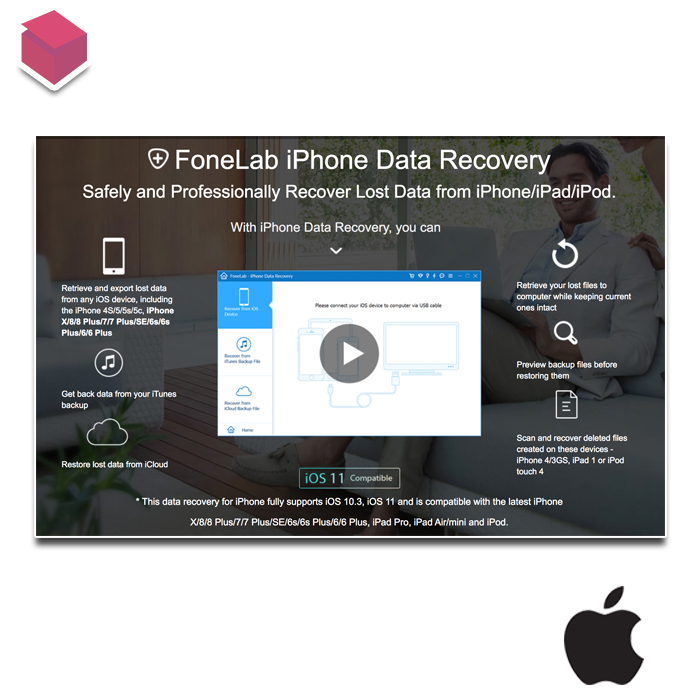 FoneLab iPhone Data Recovery
Safely and Professionally Recover Lost Data from iPhone/iPad/iPod.
With iPhone Data Recovery, you can
Retrieve and export lost data
from any iOS device, including
the iPhone 4S/5/5s/5c, iPhone
X/8/8 Plus/7/7 Plus/SE/6s/6s
Plus/6/6 Plus
Get back data from your iTunes
backup
Restore lost data from iCloud
FoneLab - iPhone Data Recovery
Recover from iOS
Device
Recover from
iTunes Backup File
Recover from
iCloud Backup File
Home
Please connect your iOS device to computer via USB cable
Retrieve your lost files to
computer while keeping current
ones intact
Preview backup files before
restoring them
Scan and recover deleted files
created on these devices -
iPhone 4/3GS, iPad 1 or iPod
touch 4
iOS 11 Compatible
* This data recovery for iPhone fully supports iOS 10.3, iOS 11 and is compatible with the latest iPhone
X/8/8 Plus/7/7 Plus/SE/6s/6s Plus/6/6 Plus, iPad Pro, iPad Air/mini and iPod.